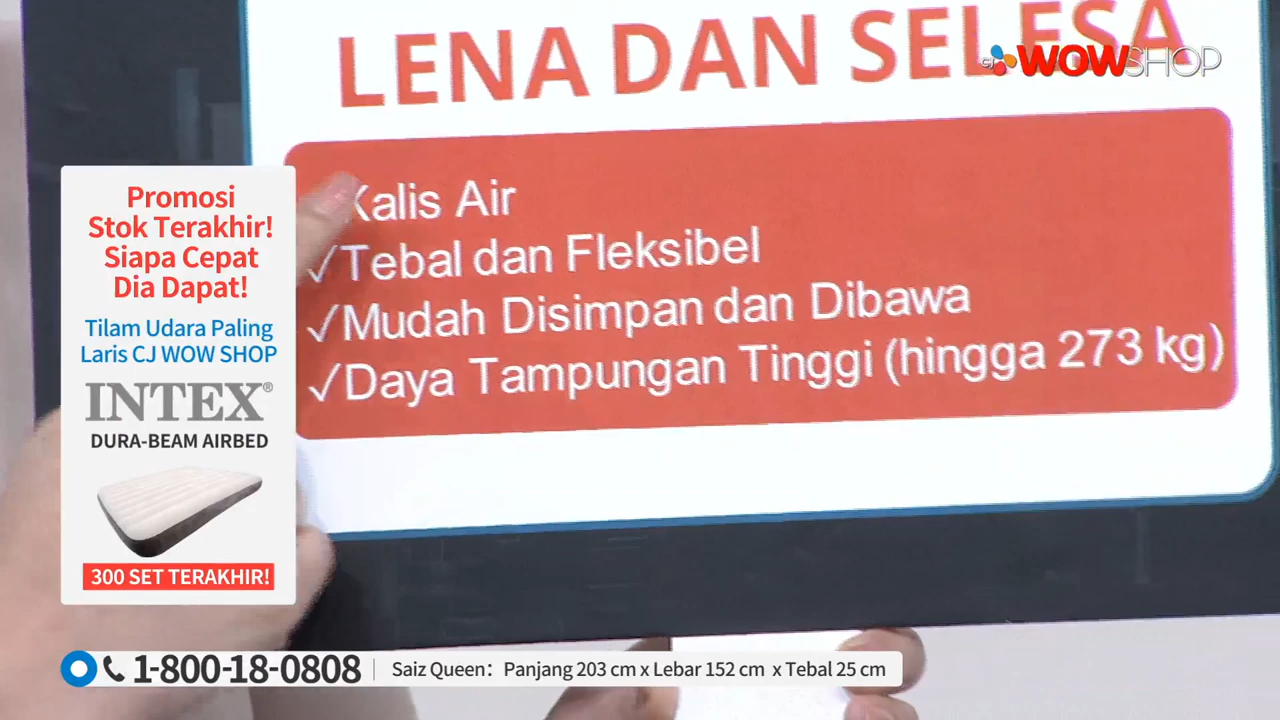 LENA DAN SELESA
CJ WOWSHOP
Kalis Air
✓Tebal dan Fleksibel
✓Mudah Disimpan dan Dibawa
✓Daya Tampungan Tinggi (hingga 273 kg)
Promosi
Stok Terakhir!
Siapa Cepat
Dia Dapat!
Tilam Udara Paling
Laris CJ WOW SHOP
INTEX®
DURA-BEAM AIRBED
300 SET TERAKHIR!
1-800-18-0808
Saiz Queen: Panjang 203 cm x Lebar 152 cm x Tebal 25 cm